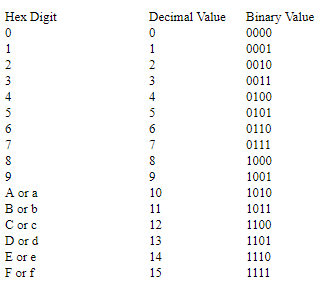 Hex Digit Decimal Value Binary Value
0 0 0000
1 1 0001
2 2 0010
3 3 0011
4 4 0100
5 5 0101
6 6 0110
7 7 0111
8 8 1000
9 9 1001
A or a 10 1010
B or b 11 1011
C or c 12 1100
D or d 13 1101
E or e 14 1110
F or f 15 1111